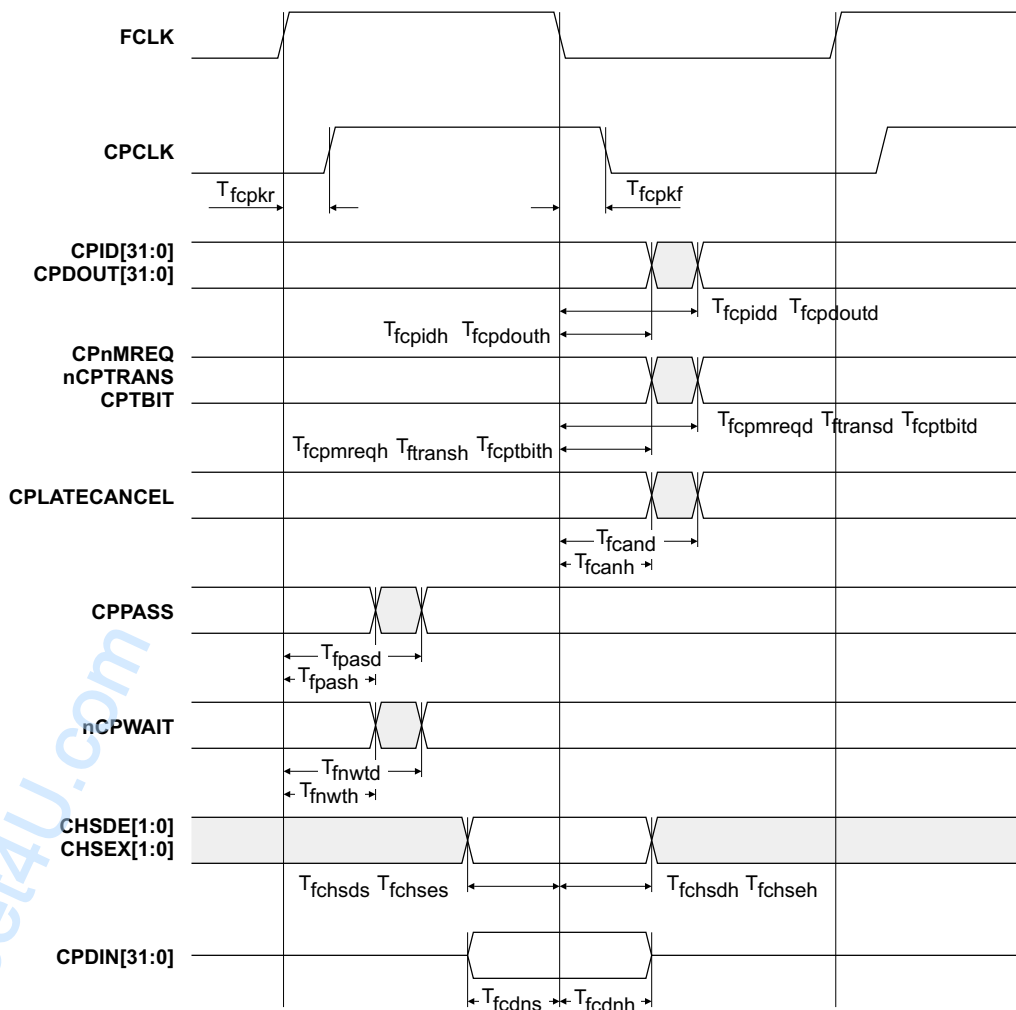 FCLK
CPCLK
Tfcpkr
Tfcpkf
CPID[31:0]
CPDOUT[31:0]
Tfcpidd Tfcpdoutd
Tfcpidh Tfcpdouth
CPnMREQ
nCPTRANS
CPTBIT
Tfcpmreqd Tftransd Tfcptbitd
Tfcpmreqh Tftransh Tfcptbith
CPLATECANCEL
Tfcand
Tfcanh
CPPASS
Tfpasd
Tfpash
nCPWAIT
Tfnwtd
Tfnwth
CHSDE[1:0]
CHSEX[1:0]
Tfchsds Tfchses
Tfchsdh Tfchseh
CPDIN[31:0]
Tfcdns
Tfcdnh
et4U.com